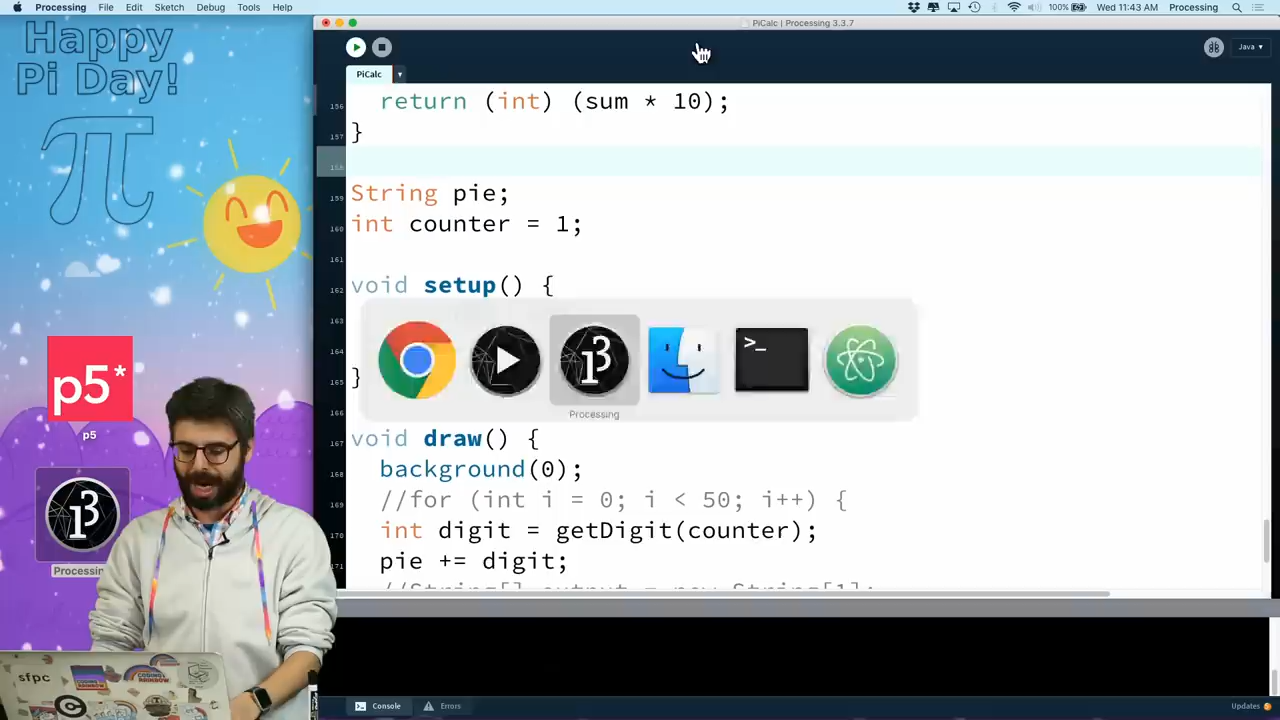 Processing File Edit Sketch Debug Tools Help
100% Wed 11:43 AM Processing
PiCalc | Processing 3.3.7
Happy
Pi Day!
π
Java
PiCalc
156 return (int) (sum * 10);
157 }
158
159 String pie;
160 int counter = 1;
161
162 void setup() {
163
164
165 }
166
Processing
167 void draw() {
168 background(0);
169 //for (int i = 0; i < 50; i++) {
170 int digit = getDigit(counter);
171 pie += digit;
//String[] output = new String[1];
p5*
p5
Processin
sfpc
Console Errors Updates